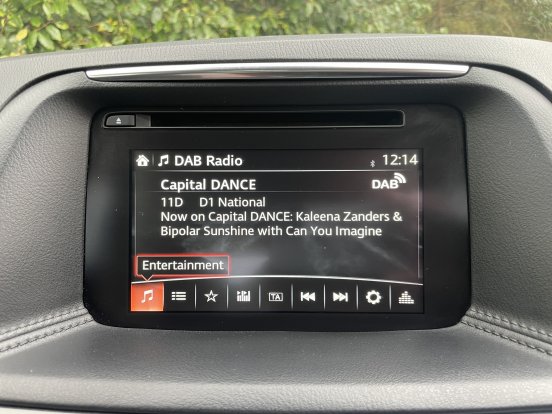 DAB Radio
12:14
Capital DANCE
DAB
11D D1 National
Now on Capital DANCE: Kaleena Zanders &
Bipolar Sunshine with Can You Imagine
Entertainment
TA